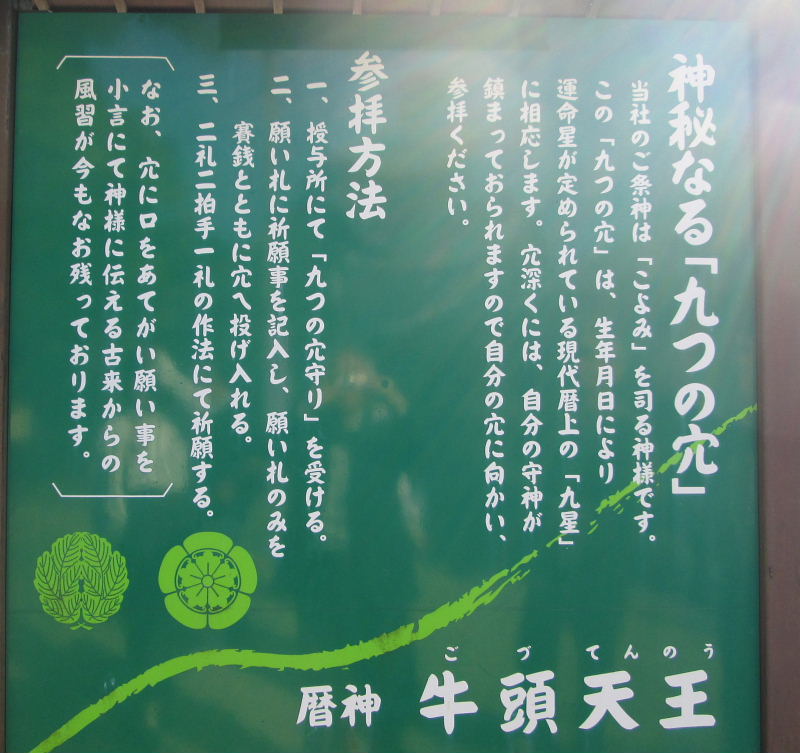 神秘なる「九つの穴」
当社のご祭神は「こよみ」を司る神様です。
この「九つの穴」は、生年月日により
運命星が定められている現代暦上の「九星」
に相応します。穴深くには、自分の守神が
鎮まっておられますので自分の穴に向かい、
参拝ください。
参拝方法
一、授与所にて「九つの穴守り」を受ける。
二、願い札に祈願事を記入し、願い札のみを
賽銭とともに穴へ投げ入れる。
三、二礼二拍手一礼の作法にて祈願する。
なお、穴に口をあてがい願い事を
小言にて神様に伝える古来からの
風習が今もなお残っております。
ごづてんのう
暦神 牛頭天王